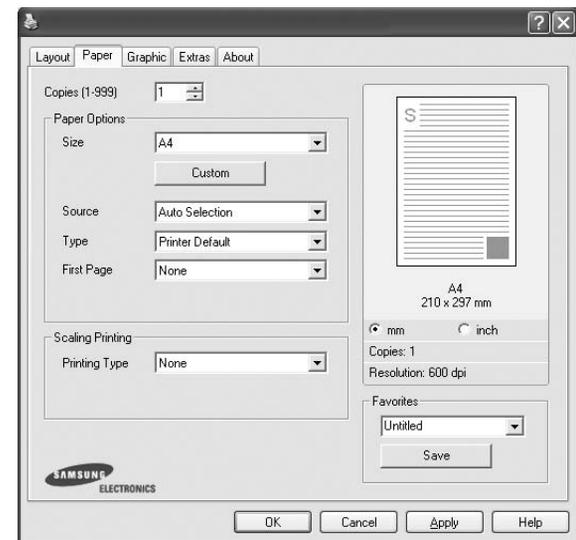 Layout Paper Graphic Extras About
Copies (1-999) 1
Paper Options
Size A4
Custom
Source Auto Selection
Type Printer Default
First Page None
Scaling Printing
Printing Type None
S
A4
210 x 297 mm
mm inch
Copies: 1
Resolution: 600 dpi
Favorites
Untitled
Save
SAMSUNG
ELECTRONICS
OK Cancel Apply Help